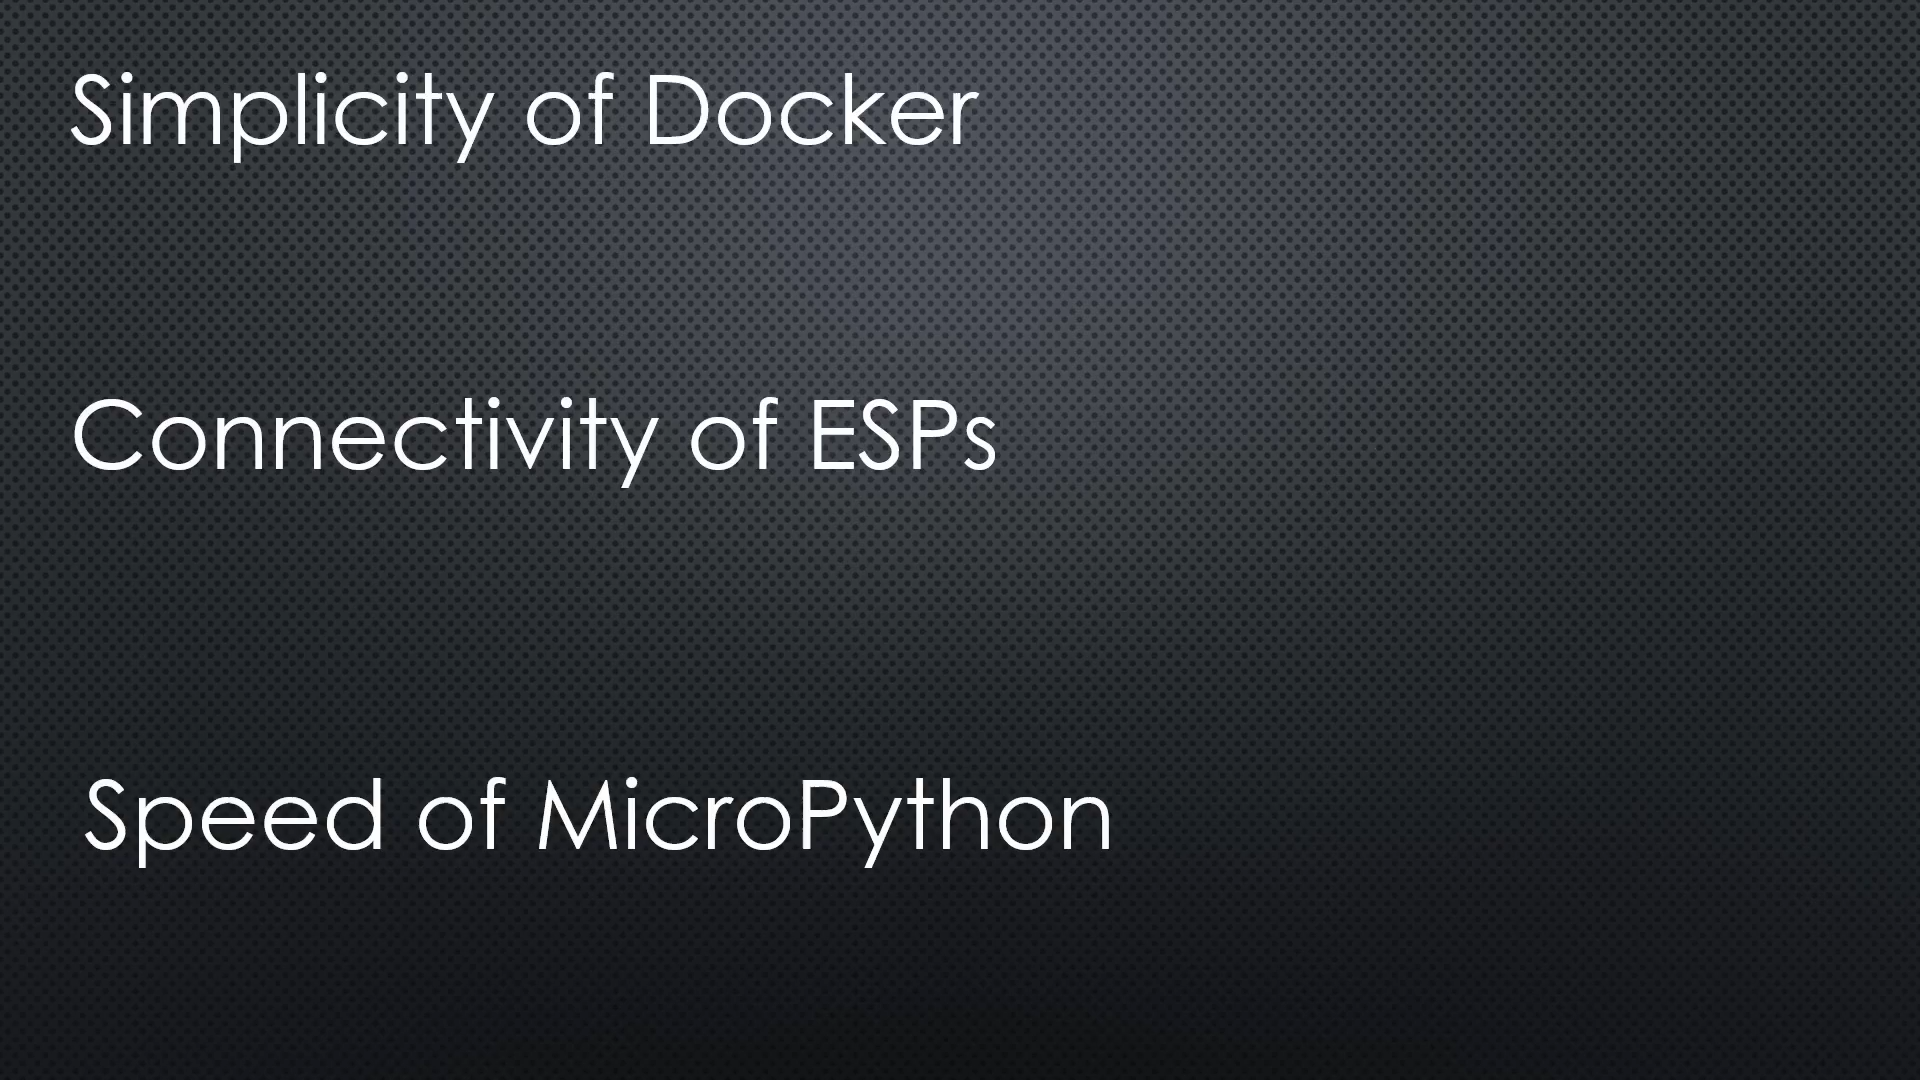 Simplicity of Docker
Connectivity of ESPs
Speed of MicroPython